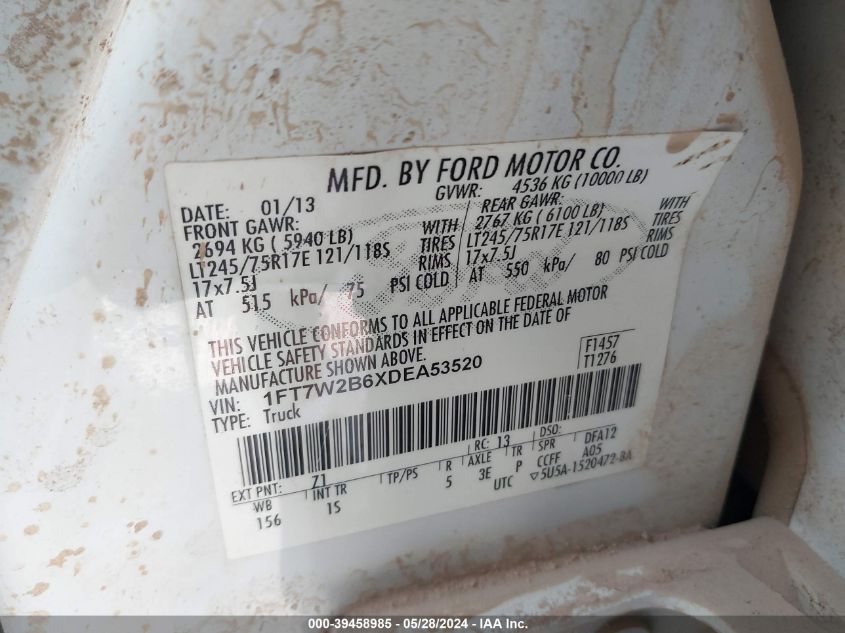 MFD. BY FORD MOTOR CO.
DATE: 01/13 GVWR: 4536 KG (10000 LB)
FRONT GAWR: REAR GAWR:
2694 KG ( 5940 LB) WITH 2767 KG ( 6100 LB) WITH
LT245/75R17E 121/118S TIRES LT245/75R17E 121/118S TIRES
17x7.5J RIMS 17x7.5J RIMS
AT 515 kPa/ 75 PSI COLD AT 550 kPa/ 80 PSI COLD
THIS VEHICLE CONFORMS TO ALL APPLICABLE FEDERAL MOTOR
VEHICLE SAFETY STANDARDS IN EFFECT ON THE DATE OF
MANUFACTURE SHOWN ABOVE.
VIN: 1FT7W2B6XDEA53520 F1457
TYPE: Truck T1276
EXT PNT: Z1 RC: 13 DSO:
WB INT TR TP/PS R AXLE TR SPR DFA12
156 1S 5 3E P CCFF A05
UTC ▽5U5A-1520472-BA
000-39458985 / 05/28/2024 - IAA Inc.